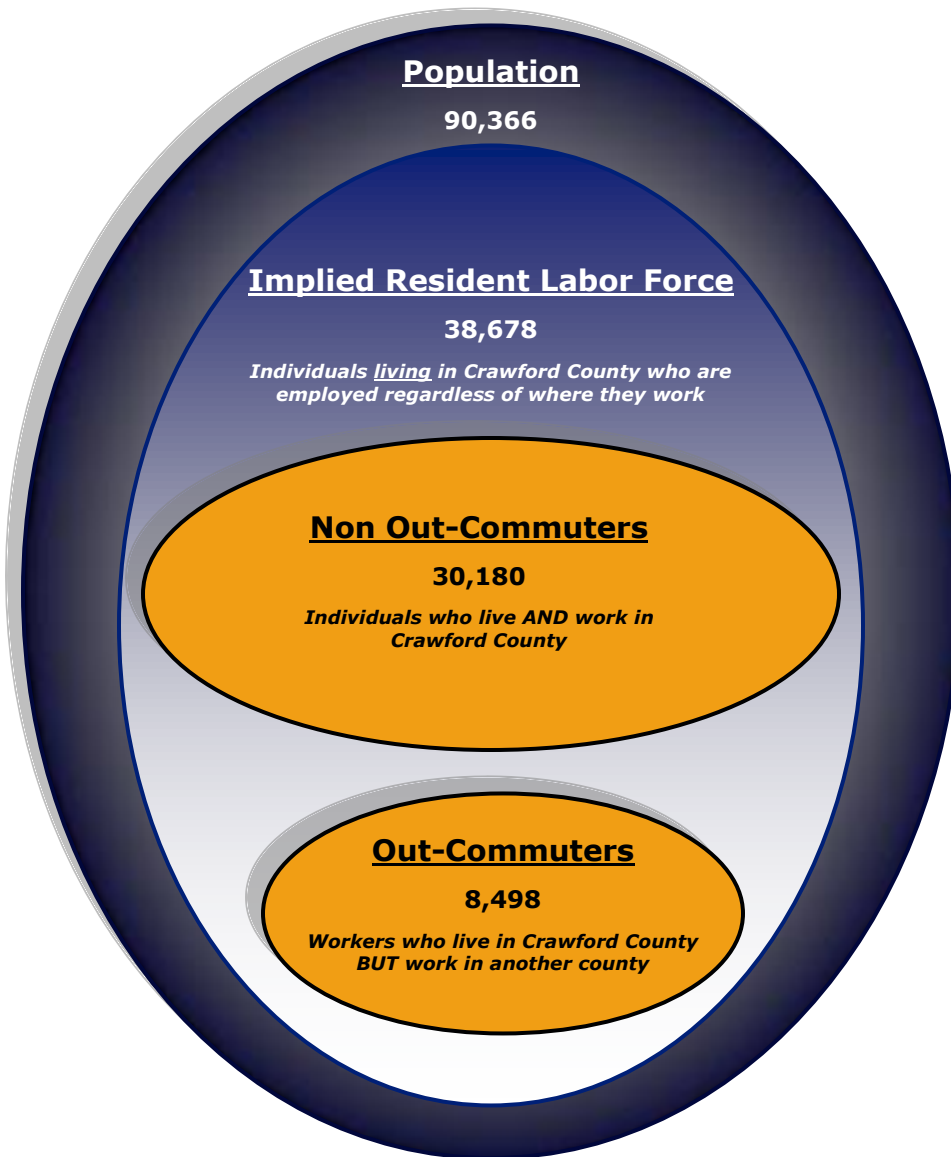 Population
90,366
Implied Resident Labor Force
38,678
Individuals living in Crawford County who are
employed regardless of where they work
Non Out-Commuters
30,180
Individuals who live AND work in
Crawford County
Out-Commuters
8,498
Workers who live in Crawford County
BUT work in another county